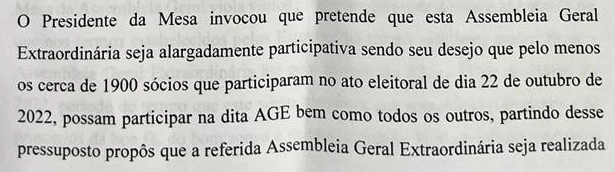 O Presidente da Mesa invocou que pretende que esta Assembleia Geral
Extraordinária seja alargadamente participativa sendo seu desejo que pelo menos
os cerca de 1900 sócios que participaram no ato eleitoral de dia 22 de outubro de
2022, possam participar na dita AGE bem como todos os outros, partindo desse
pressuposto propôs que a referida Assembleia Geral Extraordinária seja realizada